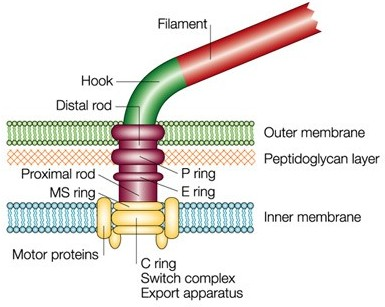 Filament
Hook
Distal rod
Outer membrane
Peptidoglycan layer
P ring
Proximal rod
E ring
MS ring
Inner membrane
Motor proteins
C ring
Switch complex
Export apparatus